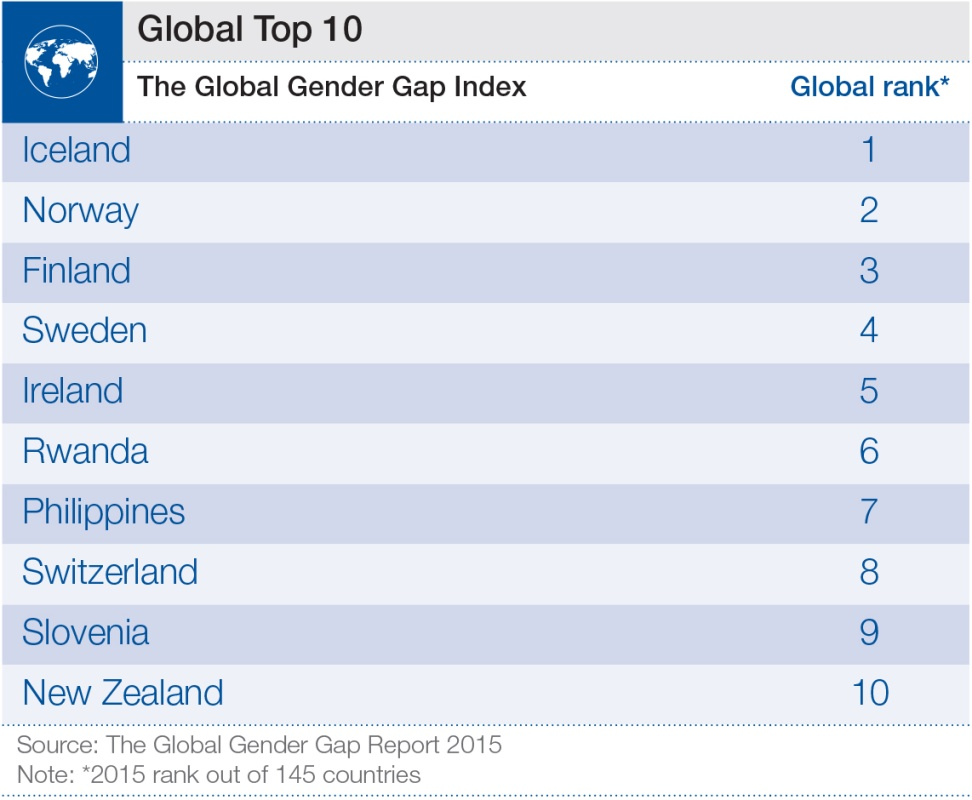 Global Top 10
The Global Gender Gap Index Global rank*
Iceland 1
Norway 2
Finland 3
Sweden 4
Ireland 5
Rwanda 6
Philippines 7
Switzerland 8
Slovenia 9
New Zealand 10
Source: The Global Gender Gap Report 2015
Note: *2015 rank out of 145 countries